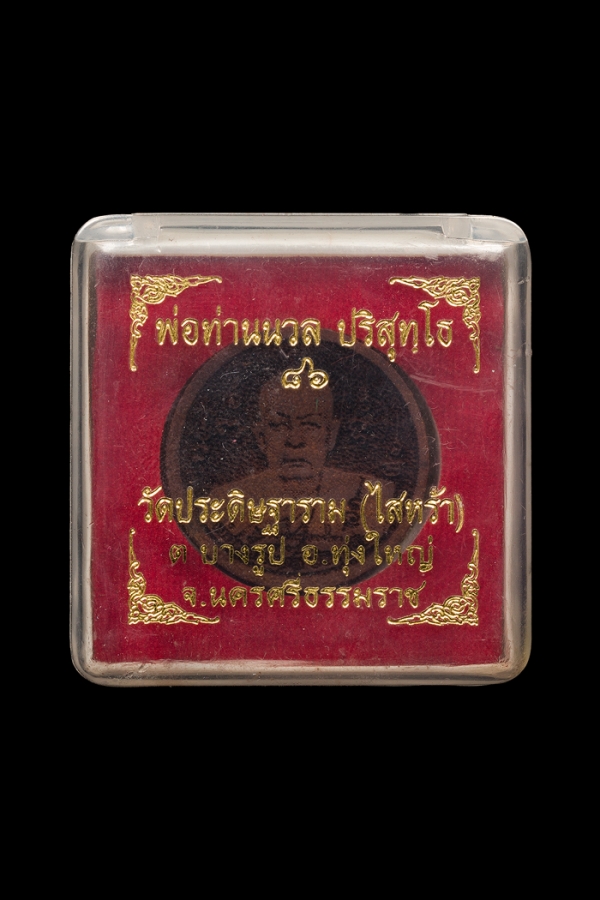 พ่อท่านนวล ปริสุทฺโธ
๘๖
วัดประดิษฐาราม (ไสหร้า)
ต บางรูป อ.ทุ่งใหญ่
จ.นครศรีธรรมราช